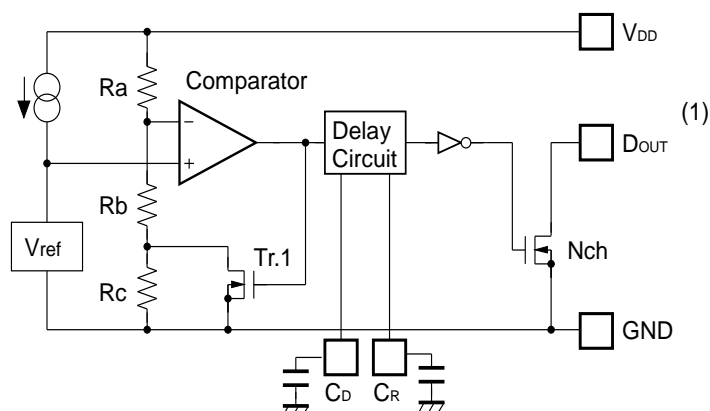 VDD
Ra
Comparator
(1)
−
Delay
Circuit
DOUT
+
Rb
Vref
Tr.1
Nch
Rc
GND
CD
CR